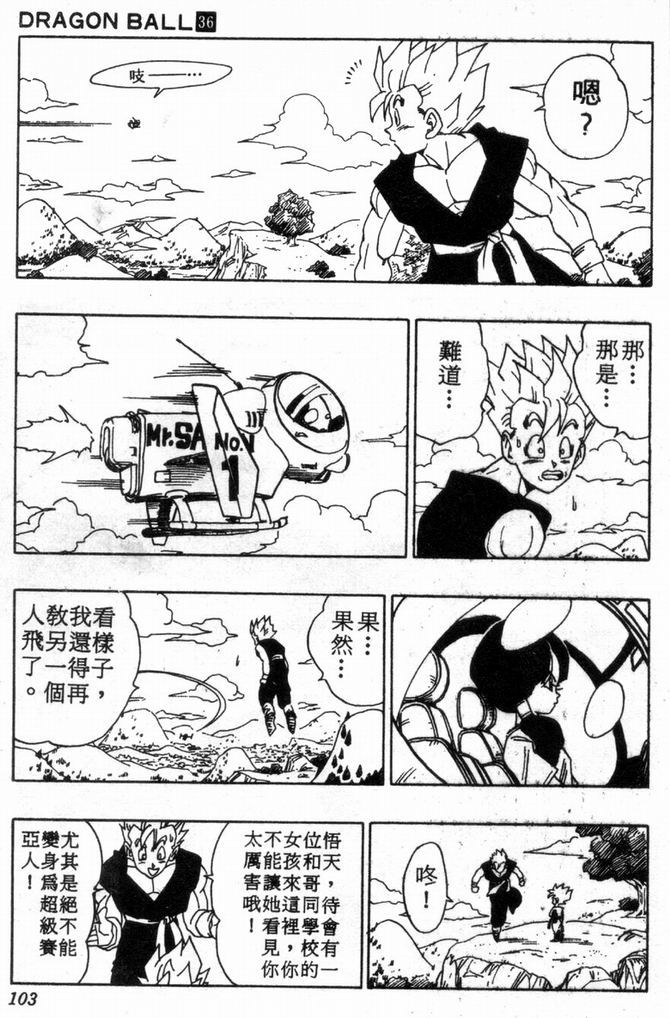 DRAGON BALL 36
嗯?
吱——…
那…
那是…
難道…
Mr.SA
No.
1
果…
果然…
看樣子,
我還得再
教另一個
人飛了。
咚!
悟天,待會有一
位和哥同學校的
女孩來這裡,你
不能讓她看見你
太厲害哦!
尤其是絕不能
變身爲超級賽
亞人!
103